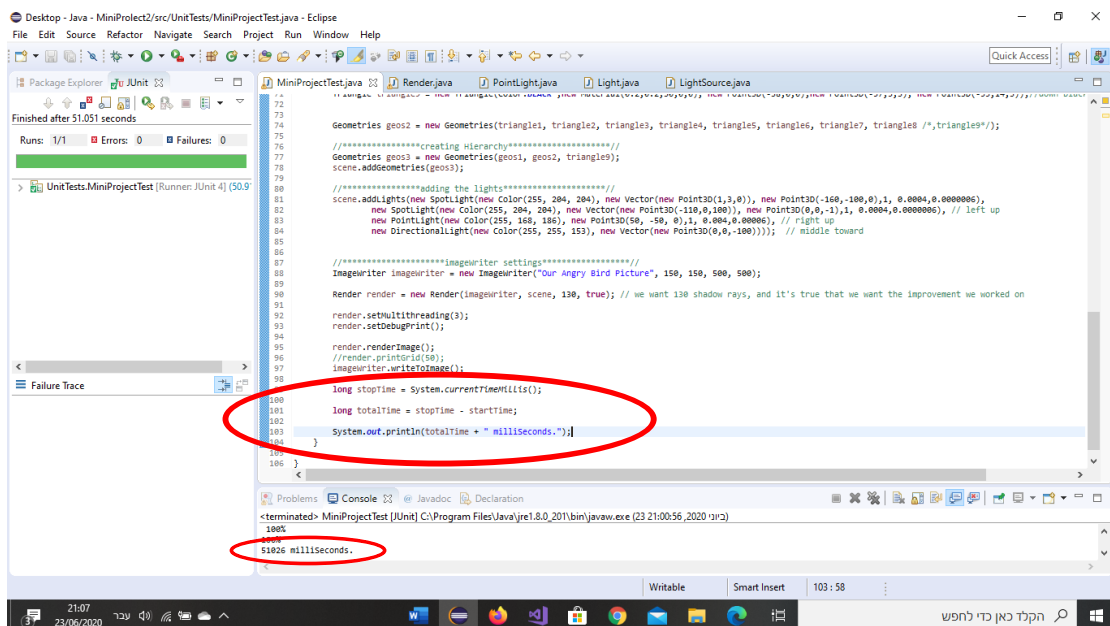 Desktop - Java - MiniProlect2/src/UnitTests/MiniProjectTest.java - Eclipse
File Edit Source Refactor Navigate Search Project Run Window Help
Quick Access
Package Explorer JUnit
Finished after 51.051 seconds
Runs: 1/1 Errors: 0 Failures: 0
UnitTests.MiniProjectTest [Runner: JUnit 4] (50.9
Failure Trace
MiniProjectTest.java Render.java PointLight.java Light.java LightSource.java
72
73
74 Geometries geos2 = new Geometries(triangle1, triangle2, triangle3, triangle4, triangle5, triangle6, triangle7, triangle8 /*,triangle9*/);
75
76 //****************creating Hierarchy*********************//
77 Geometries geos3 = new Geometries(geos1, geos2, triangle9);
78 scene.addGeometries(geos3);
79
80 //****************adding the lights*********************//
81 scene.addLights(new SpotLight(new Color(255, 204, 204), new Vector(new Point3D(1,3,0)), new Point3D(-160,-100,0),1, 0.0004,0.0000006),
82 new SpotLight(new Color(255, 204, 204), new Vector(new Point3D(-110,0,100)), new Point3D(0,0,-1),1, 0.0004,0.0000006), // left up
83 new PointLight(new Color(255, 168, 186), new Point3D(50, -50, 0),1, 0.004,0.00006), // right up
84 new DirectionalLight(new Color(255, 255, 153), new Vector(new Point3D(0,0,-100)))); // middle toward
85
86
87 //*********************imageWriter settings******************//
88 ImageWriter imageWriter = new ImageWriter("Our Angry Bird Picture", 150, 150, 500, 500);
89
90 Render render = new Render(imageWriter, scene, 130, true); // we want 130 shadow rays, and it's true that we want the improvement we worked on
91
92 render.setMultithreading(3);
93 render.setDebugPrint();
94
95 render.renderImage();
96 //render.printGrid(50);
97 imageWriter.writeToImage();
98
long stopTime = System.currentTimeMillis();
100
101 long totalTime = stopTime - startTime;
102
103 System.out.println(totalTime + " milliSeconds.");
104 }
106 }
Problems Console Javadoc Declaration
<terminated> MiniProjectTest [JUnit] C:\Program Files\Java\jre1.8.0_201\bin\javaw.exe (23 21:00:56 ,2020 ביוני)
100%
100%
51026 milliSeconds.
Writable Smart Insert 103 : 58
3 21:07 עבר הקלד כאן כדי לחפש
23/06/2020